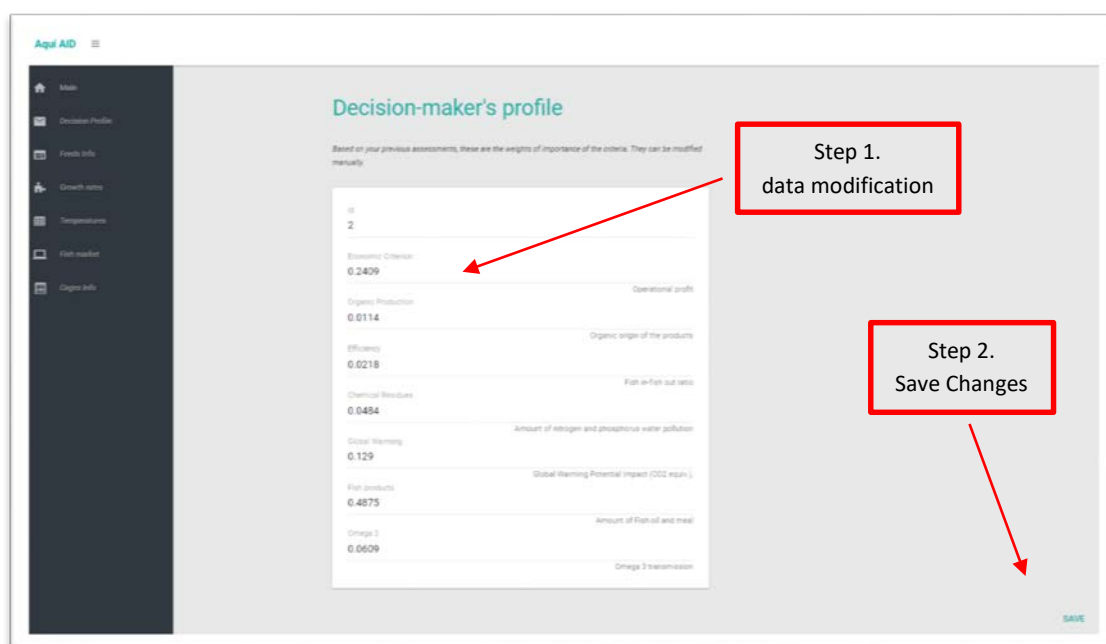 Aqui AID
Main
Decision Profile
Feeds Info
Growth rates
Temperatures
Fish market
Cages Info
Decision-maker's profile
Based on your previous assessments, these are the weights of importance of the criteria. They can be modified
manually
Id
2
Economic Criterion
0.2409
Operational profit
Organic Production
0.0114
Organic origin of the products
Efficiency
0.0218
Fish in-fish out ratio
Chemical Residues
0.0484
Amount of nitrogen and phosphorus water pollution
Global Warming
0.129
Global Warming Potential Impact (CO2 equiv.),
Fish products
0.4875
Amount of Fish oil and meal
Omega 3
0.0609
Omega 3 transmission
Step 1.
data modification
Step 2.
Save Changes
SAVE